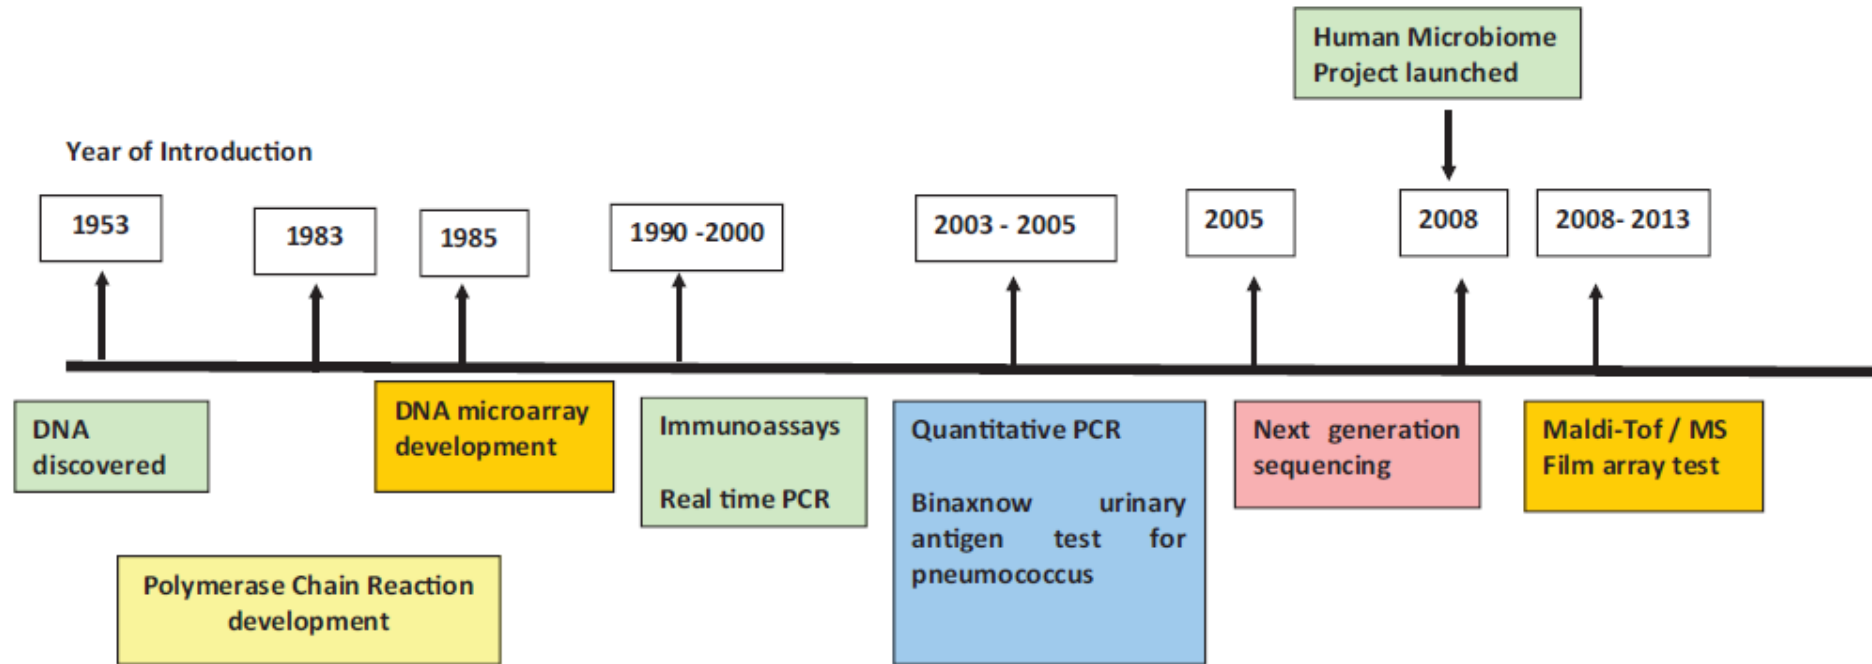 Human Microbiome
Project launched
Year of Introduction
1953
1983
1985
1990 -2000
2003 - 2005
2005
2008
2008- 2013
DNA
discovered
Polymerase Chain Reaction
development
DNA microarray
development
Immunoassays
Real time PCR
Quantitative PCR
Binaxnow urinary
antigen test for
pneumococcus
Next generation
sequencing
Maldi-Tof / MS
Film array test